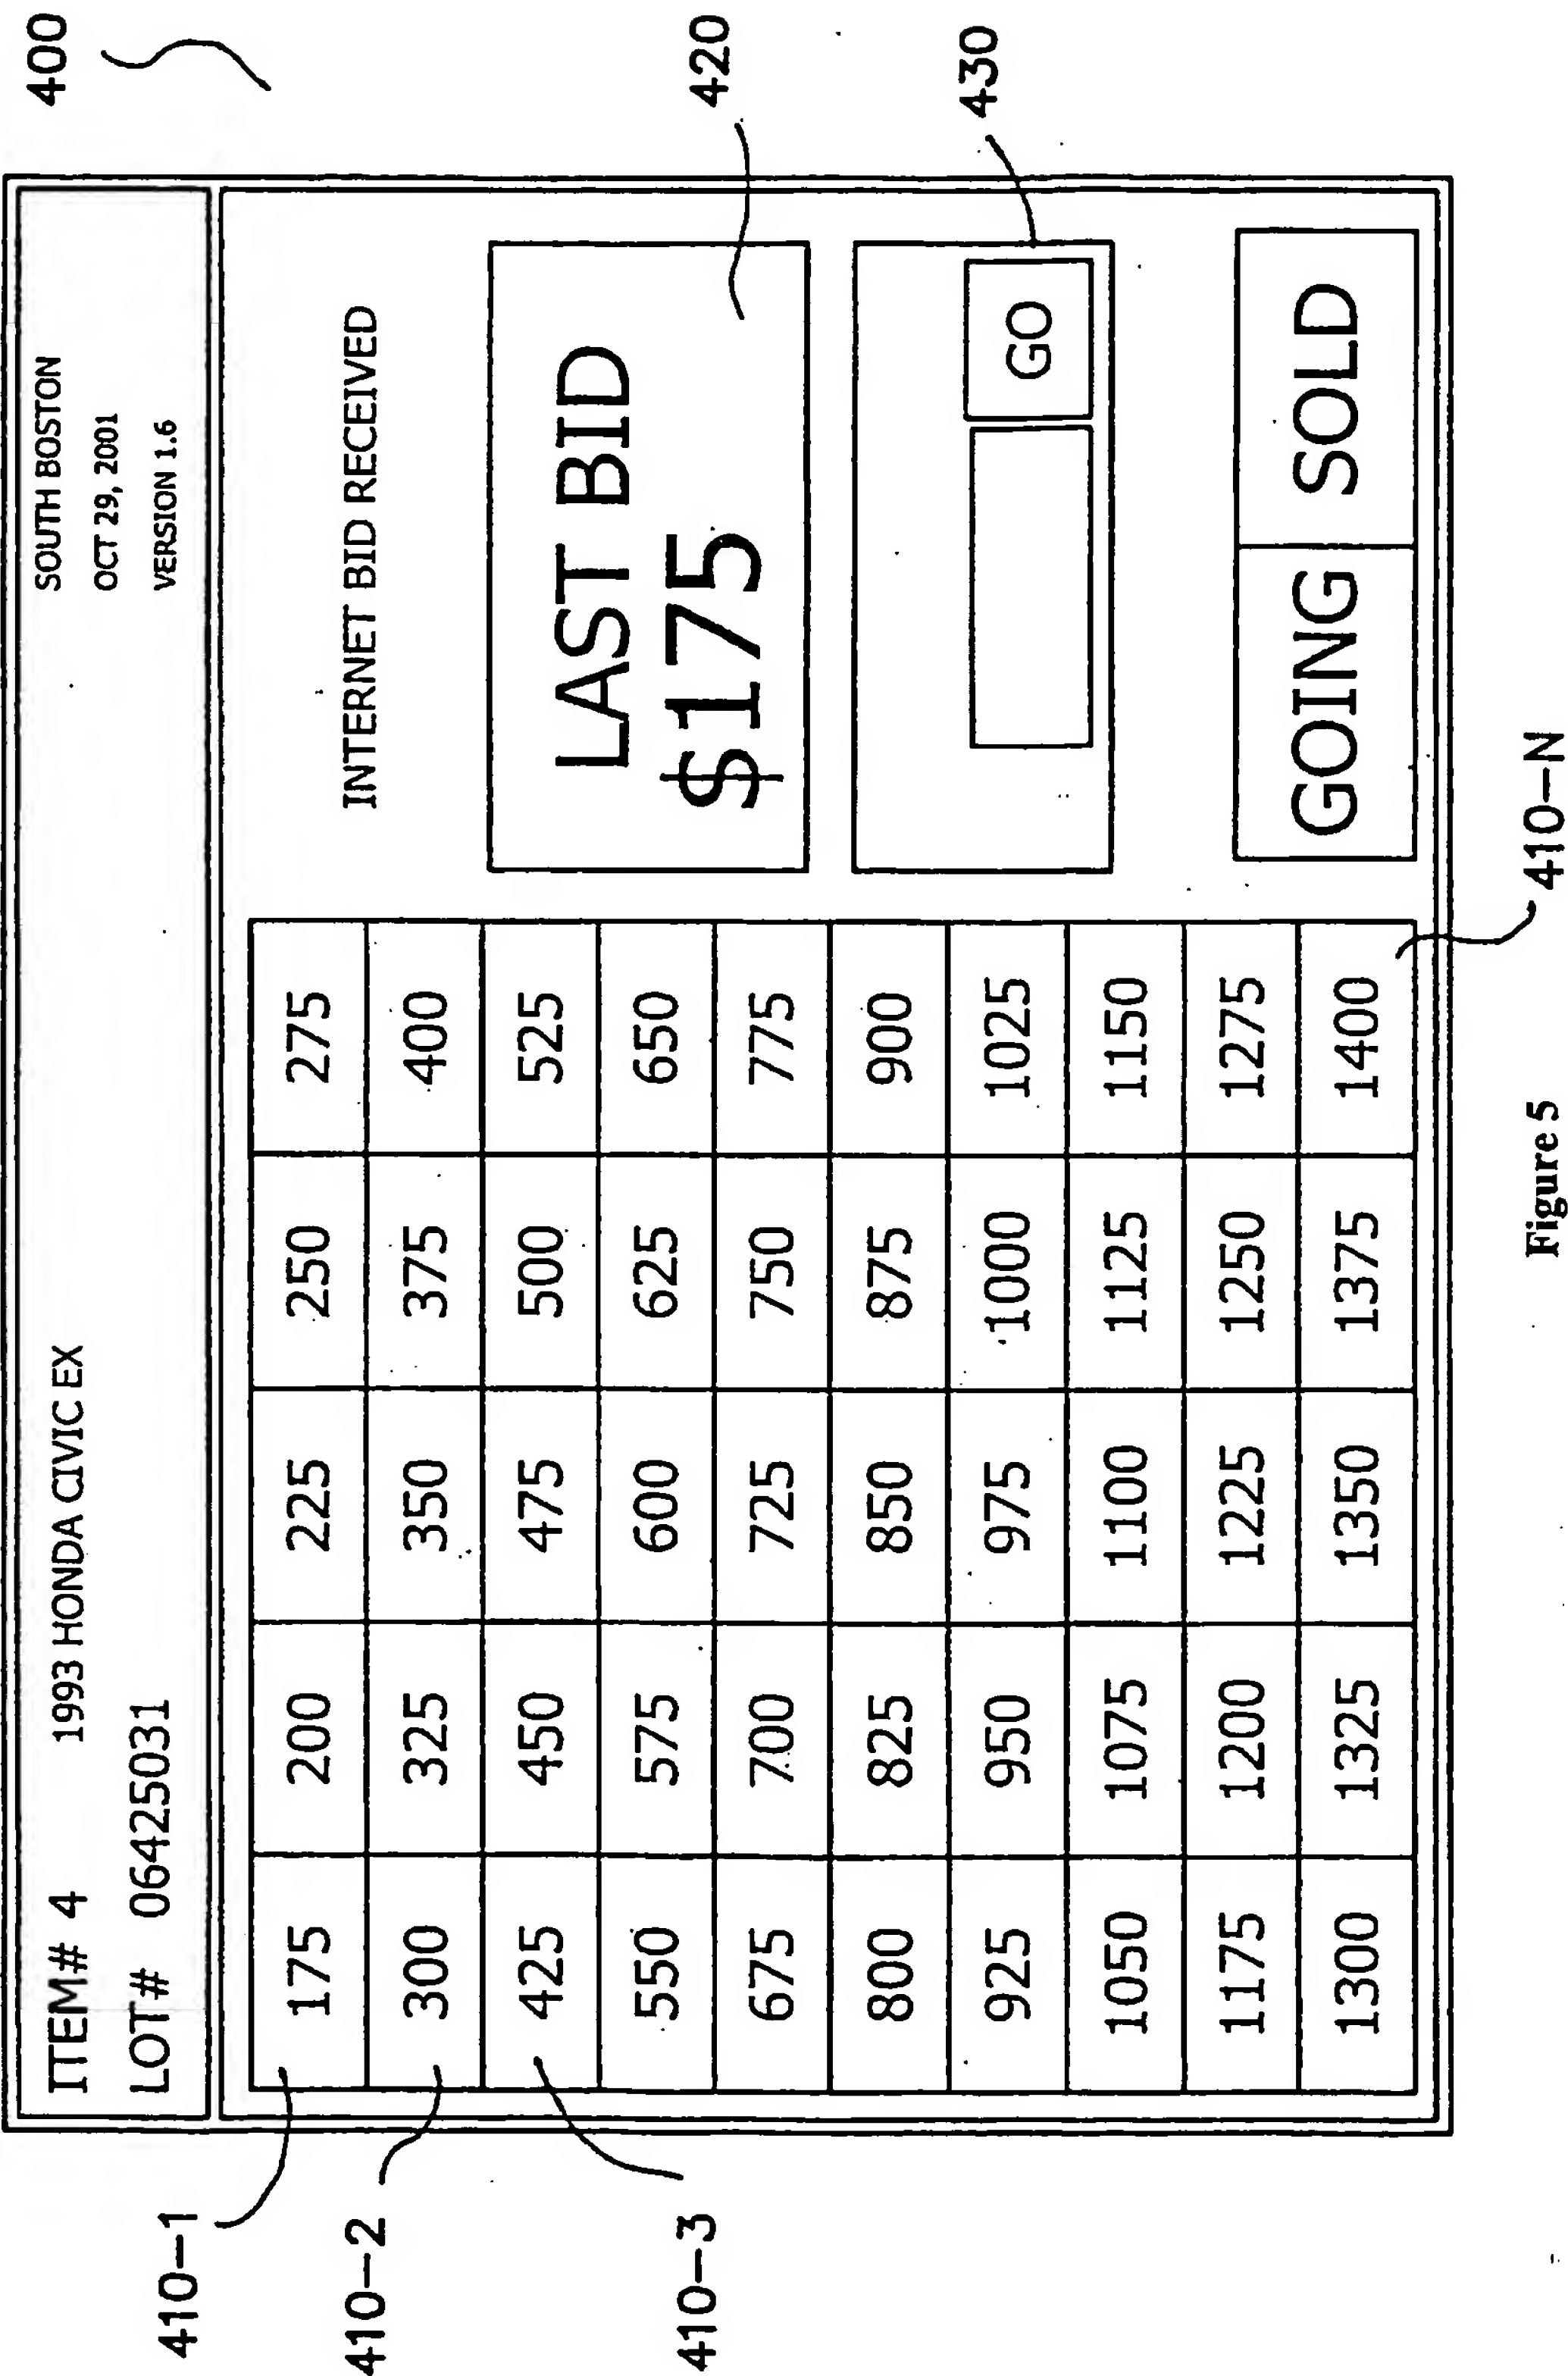 400
ITEM# 4 1993 HONDA CIVIC EX SOUTH BOSTON
OCT 29, 2001
LOT# 06425031
VERSION 1.6
410-1
175 200 225 250 275
INTERNET BID RECEIVED
410-2
300 325 350 375 400
410-3
425 450 475 500 525
LAST BID
420
550 575 600 625 650
$175
675 700 725 750 775
800 825 850 875 900
430
925 950 975 1000 1025
GO
1050 1075 1100 1125 1150
1175 1200 1225 1250 1275
1300 1325 1350 1375 1400
GOING SOLD
410-N
Figure 5